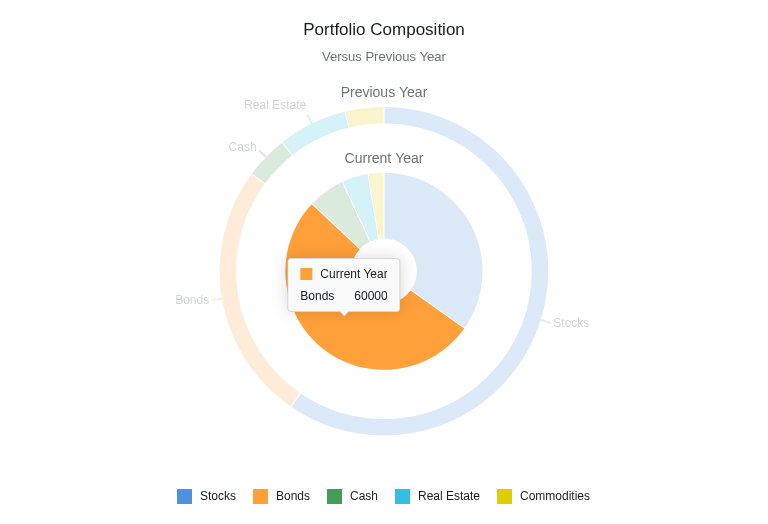 Portfolio Composition
Versus Previous Year
Previous Year
Real Estate
Cash
Current Year
Current Year
Bonds 60000
Bonds
Stocks
Stocks Bonds Cash Real Estate Commodities